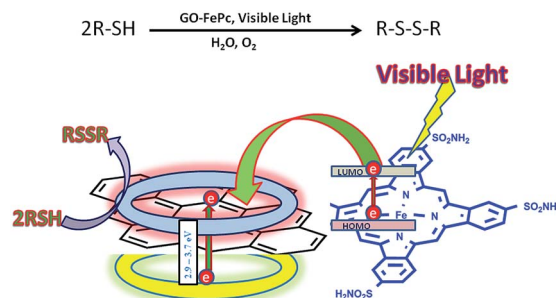 2R-SH
GO-FePc, Visible Light
H₂O, O₂
R-S-S-R
Visible Light
RSSR
SO₂NH₂
LUMO
e
e
N
N
Fe
N
N
SO₂NH
2RSH
e
HOMO
2.9 – 3.7 eV
e
H₂NO₂S